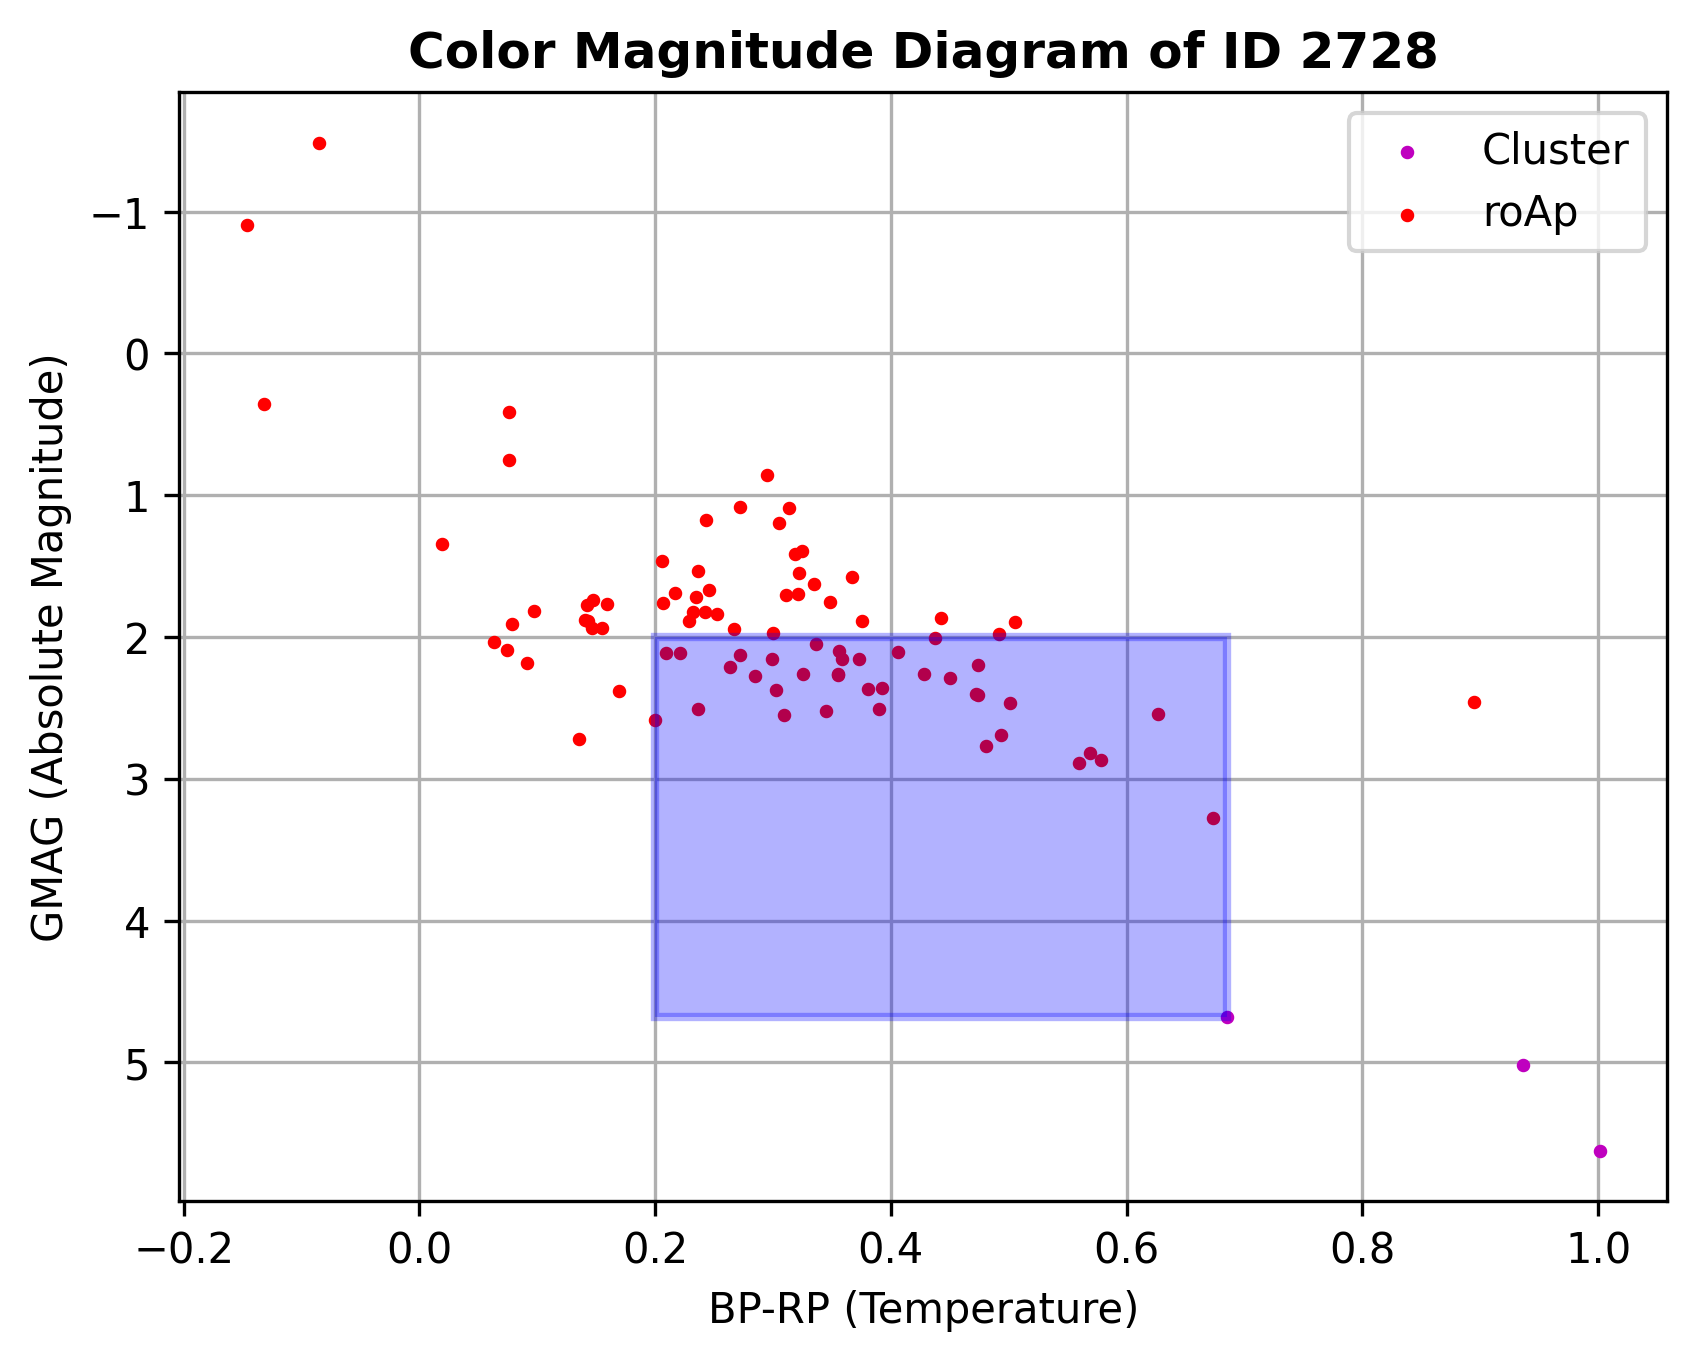 Color Magnitude Diagram of ID 2728
Cluster
roAp
GMAG (Absolute Magnitude)
−1
0
1
2
3
4
5
−0.2 0.0 0.2 0.4 0.6 0.8 1.0
BP-RP (Temperature)